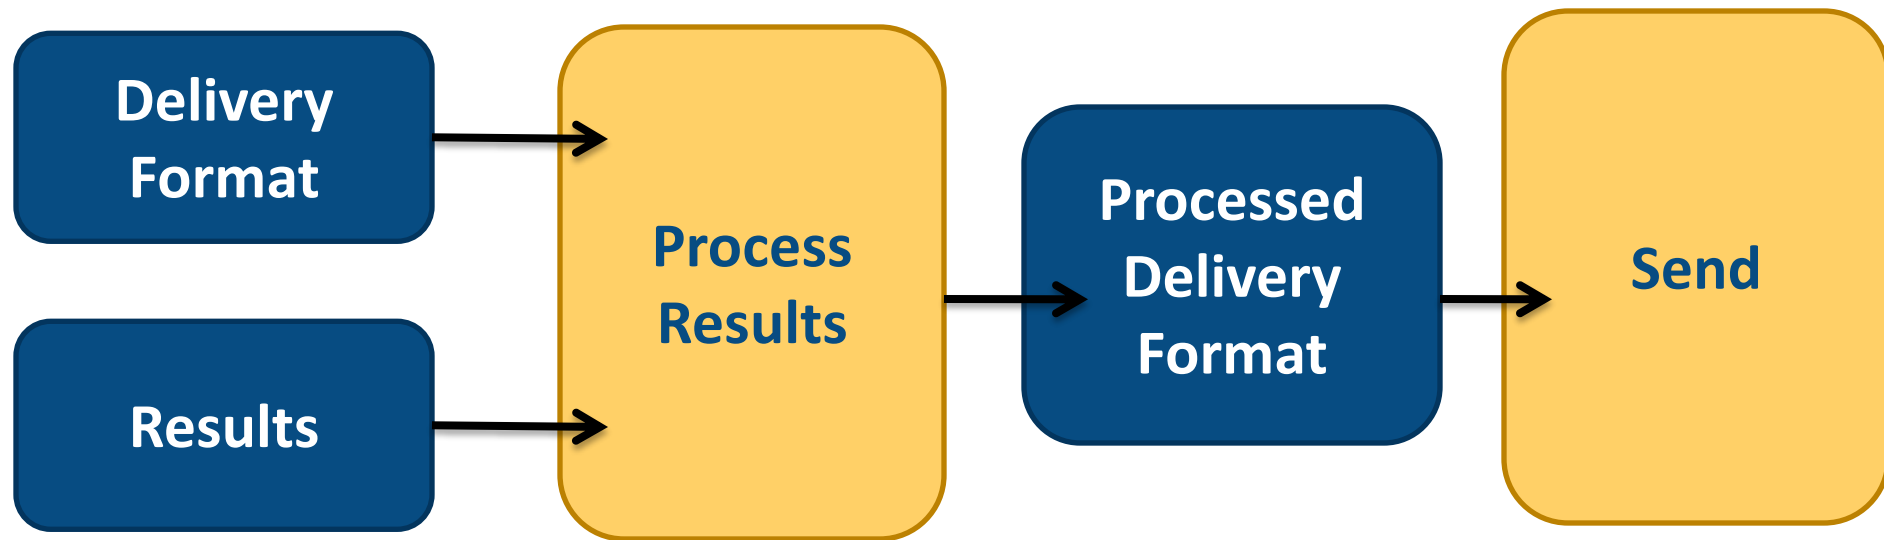 Delivery
Format
Results
Process
Results
Processed
Delivery
Format
Send